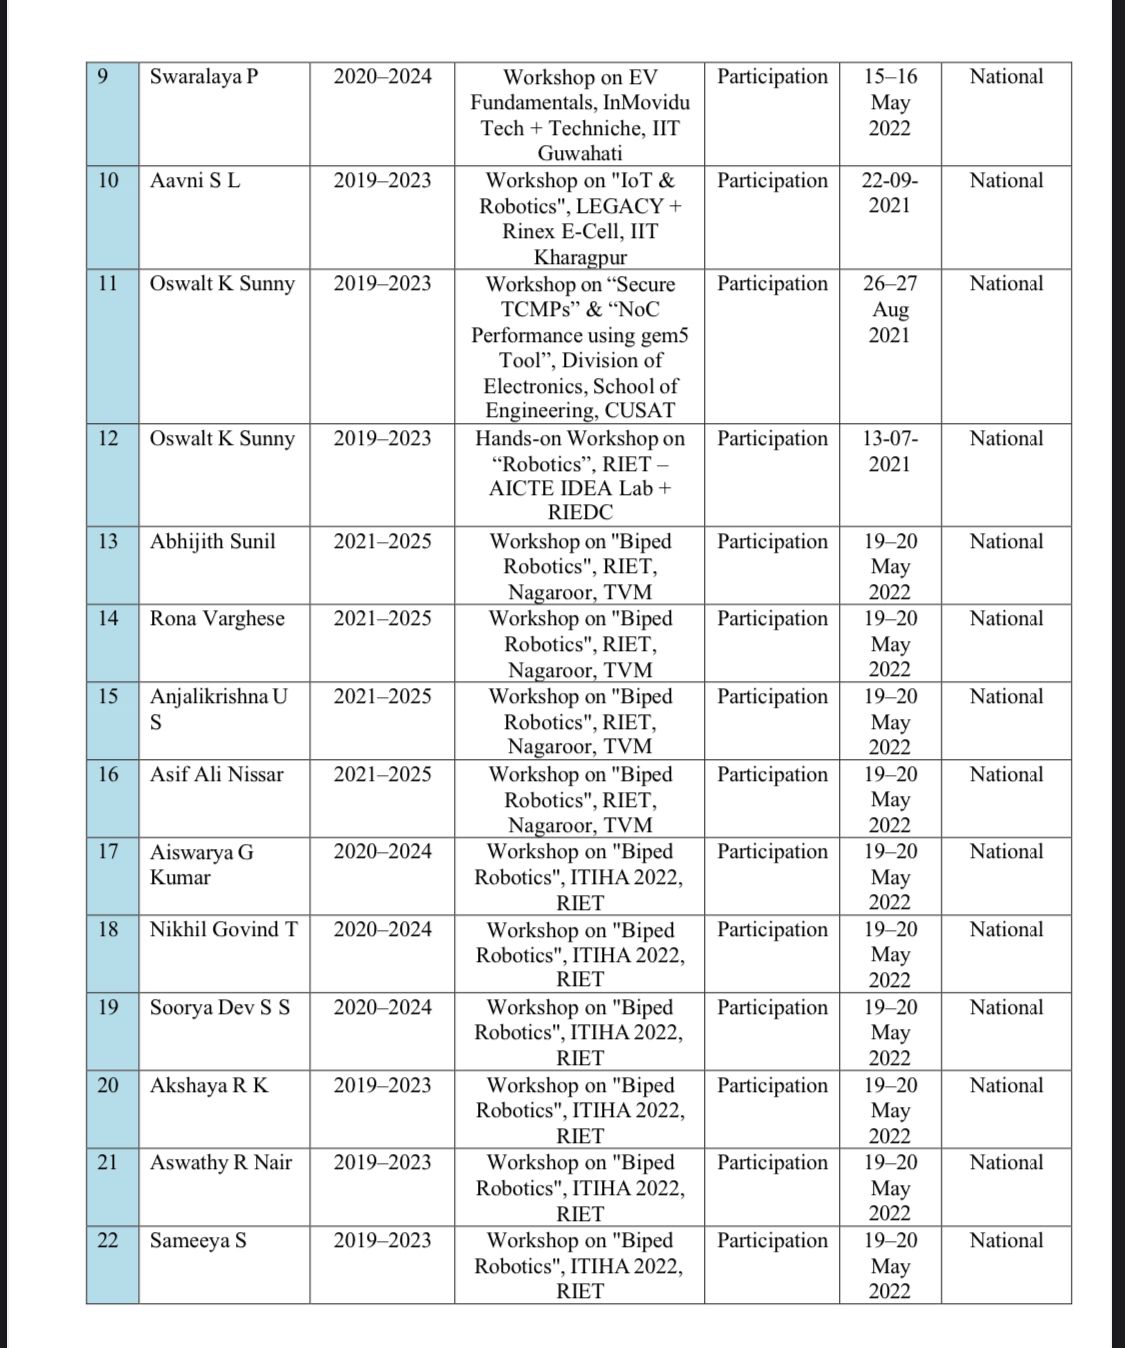 9 Swaralaya P 2020–2024 Workshop on EV Participation 15–16 National
Fundamentals, InMovidu May
Tech + Techniche, IIT 2022
Guwahati
10 Aavni S L 2019–2023 Workshop on "IoT & Participation 22-09- National
Robotics", LEGACY + 2021
Rinex E-Cell, IIT
Kharagpur
11 Oswalt K Sunny 2019–2023 Workshop on “Secure Participation 26–27 National
TCMPs” & “NoC Aug
Performance using gem5 2021
Tool”, Division of
Electronics, School of
Engineering, CUSAT
12 Oswalt K Sunny 2019–2023 Hands-on Workshop on Participation 13-07- National
“Robotics”, RIET – 2021
AICTE IDEA Lab +
RIEDC
13 Abhijith Sunil 2021–2025 Workshop on "Biped Participation 19–20 National
Robotics", RIET, May
Nagaroor, TVM 2022
14 Rona Varghese 2021–2025 Workshop on "Biped Participation 19–20 National
Robotics", RIET, May
Nagaroor, TVM 2022
15 Anjalikrishna U 2021–2025 Workshop on "Biped Participation 19–20 National
S Robotics", RIET, May
Nagaroor, TVM 2022
16 Asif Ali Nissar 2021–2025 Workshop on "Biped Participation 19–20 National
Robotics", RIET, May
Nagaroor, TVM 2022
17 Aiswarya G 2020–2024 Workshop on "Biped Participation 19–20 National
Kumar Robotics", ITIHA 2022, May
RIET 2022
18 Nikhil Govind T 2020–2024 Workshop on "Biped Participation 19–20 National
Robotics", ITIHA 2022, May
RIET 2022
19 Soorya Dev S S 2020–2024 Workshop on "Biped Participation 19–20 National
Robotics", ITIHA 2022, May
RIET 2022
20 Akshaya R K 2019–2023 Workshop on "Biped Participation 19–20 National
Robotics", ITIHA 2022, May
RIET 2022
21 Aswathy R Nair 2019–2023 Workshop on "Biped Participation 19–20 National
Robotics", ITIHA 2022, May
RIET 2022
22 Sameeya S 2019–2023 Workshop on "Biped Participation 19–20 National
Robotics", ITIHA 2022, May
RIET 2022